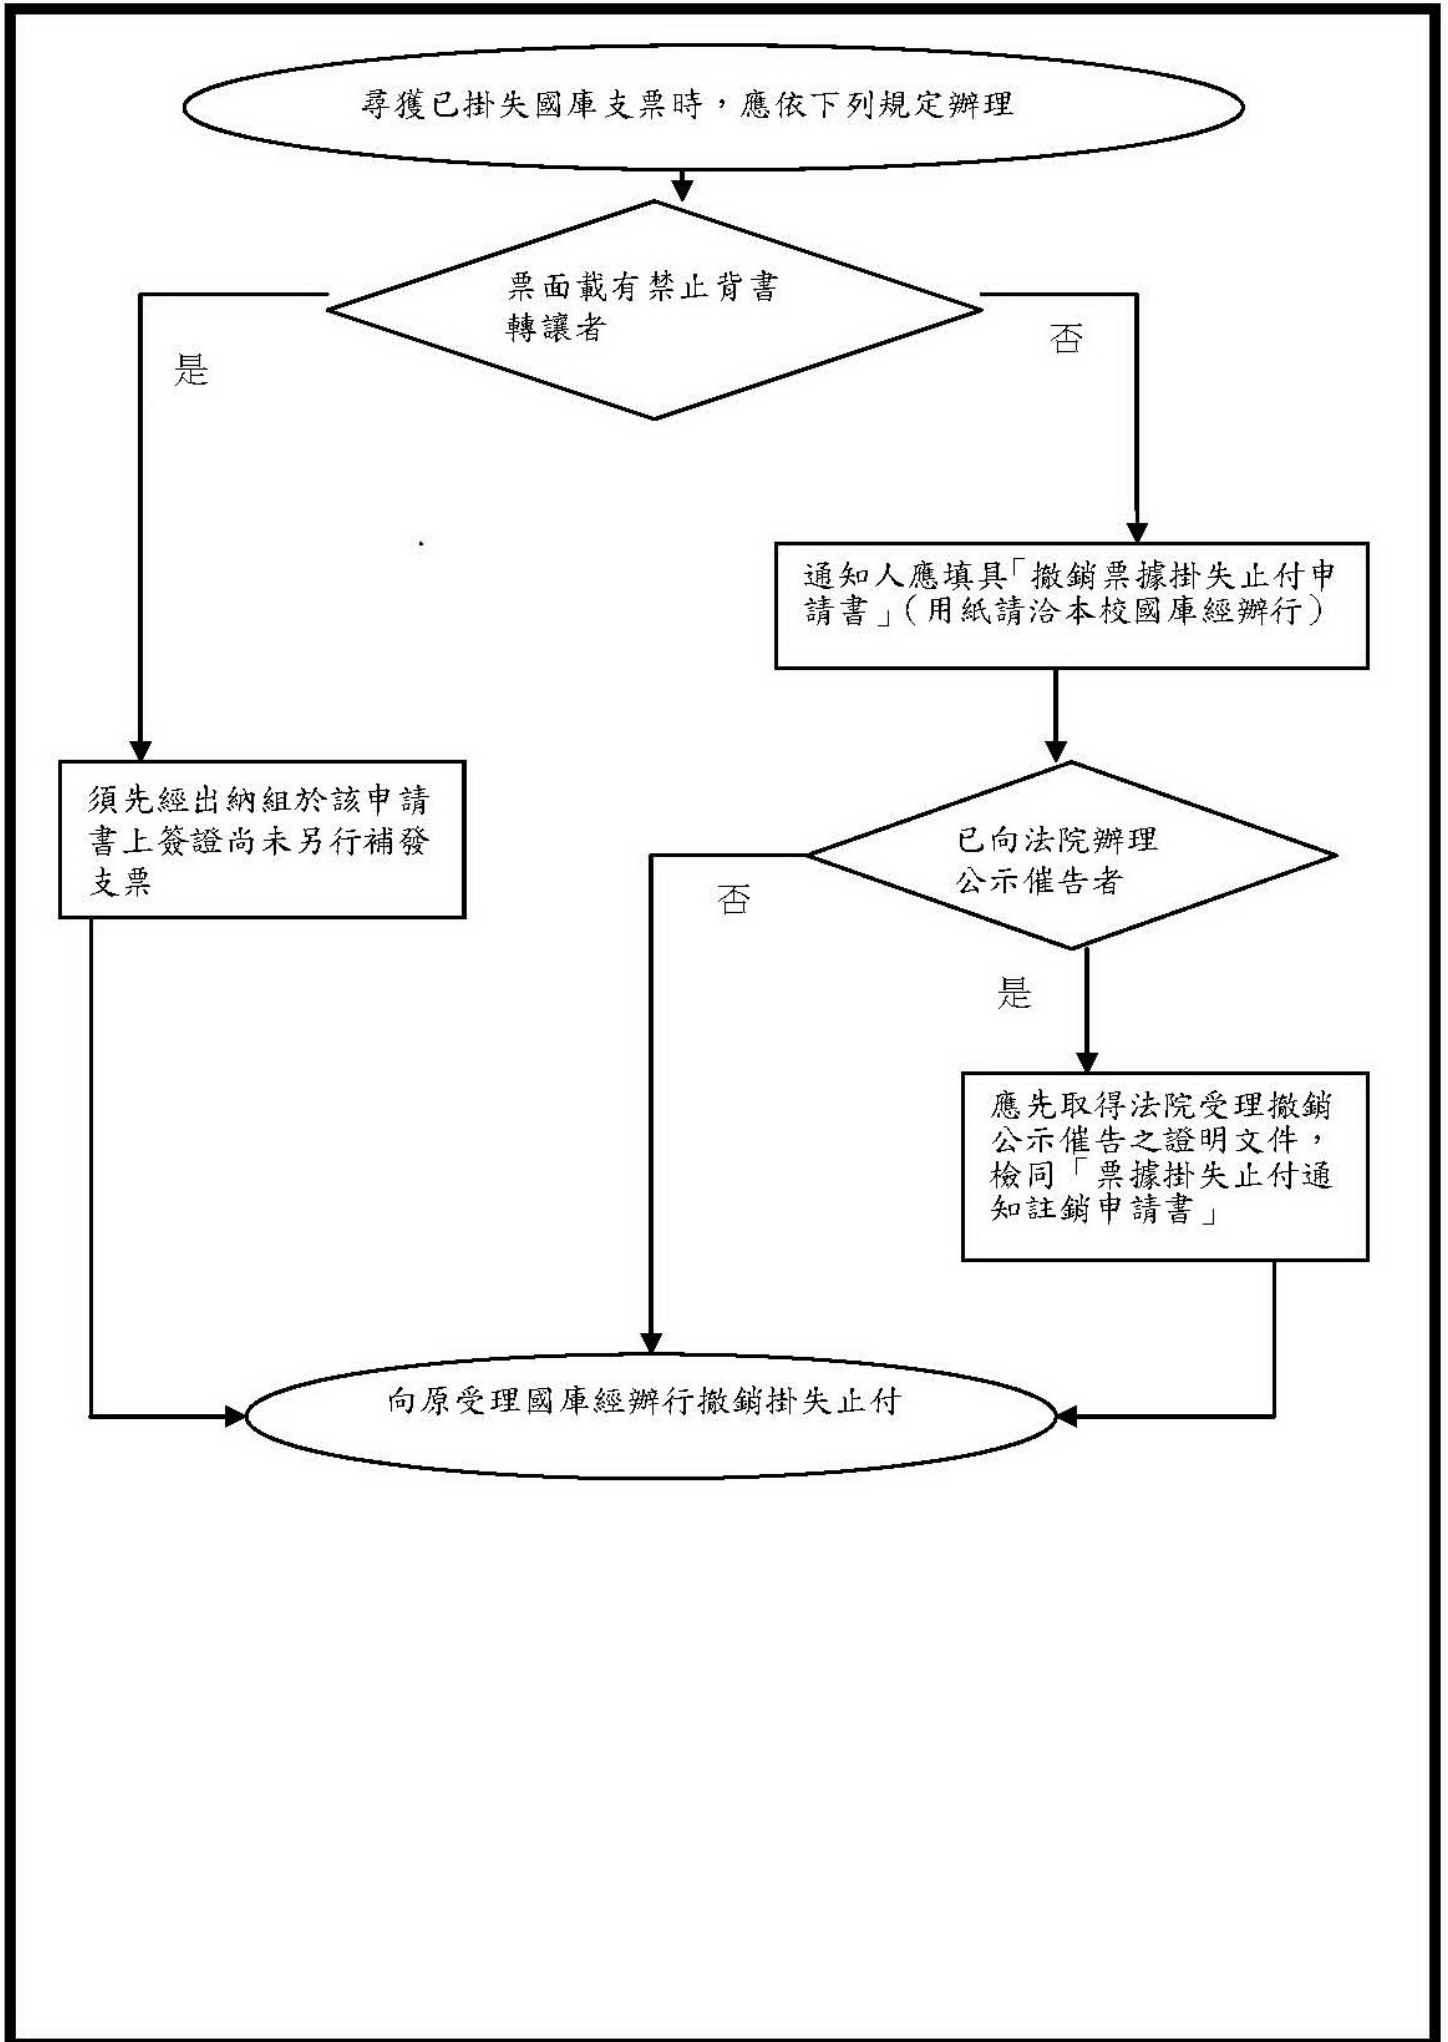 尋獲已掛失國庫支票時，應依下列規定辦理
票面載有禁止背書
轉讓者
是
否
通知人應填具「撤銷票據掛失止付申
請書」（用紙請洽本校國庫經辦行）
須先經出納組於該申請
書上簽證尚未另行補發
支票
已向法院辦理
公示催告者
否
是
應先取得法院受理撤銷
公示催告之證明文件，
檢同「票據掛失止付通
知註銷申請書」
向原受理國庫經辦行撤銷掛失止付